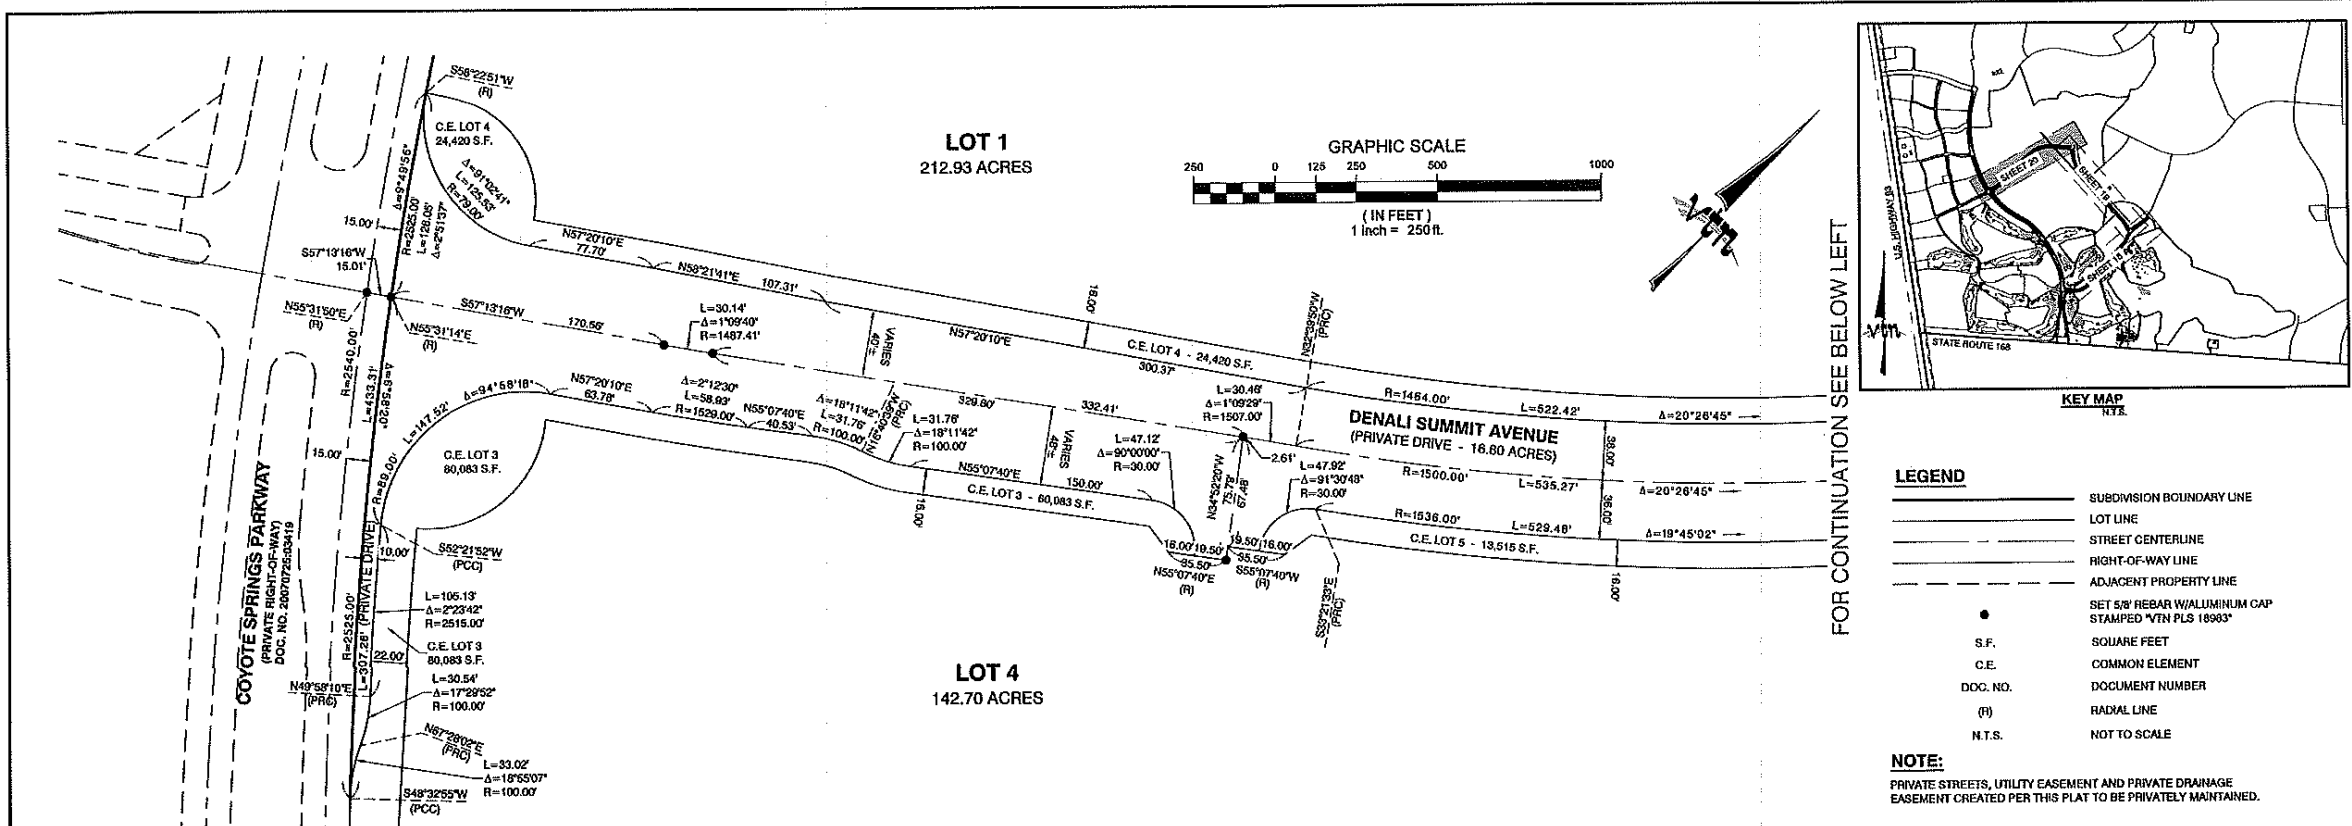 S56°22'51"W
(R)
C.E. LOT 4
24,420 S.F.
Δ=9°49'56"
R=2525.00'
L=126.05'
Δ=2°51'37"
Δ=91°02'41"
L=125.53'
R=79.00'
15.00'
S57°13'16"W
15.01'
N55°31'50"E
(R)
N55°31'14"E
(R)
N57°20'10"E
77.70'
N58°21'41"E
107.31'
S57°13'16"W
170.56'
L=30.14'
Δ=1°09'40"
R=1487.41'
LOT 1
212.93 ACRES
GRAPHIC SCALE
250 0 125 250 500 1000
( IN FEET )
1 inch = 250 ft.
VARIES
40'±
N57°20'10"E
300.37'
16.00'
C.E. LOT 4 - 24,420 S.F.
N32°39'50"W
(PRC)
R=1464.00'
L=522.42'
Δ=20°26'45"
R=2540.00'
L=433.31'
Δ=6°58'20"
Δ=94°58'18"
L=147.52'
R=89.00'
N57°20'10"E
63.78'
Δ=2°12'30"
L=58.93'
R=1529.00'
N55°07'40"E
40.53'
Δ=18°11'42"
L=31.76'
R=100.00'
N16°40'39"W
(PRC)
L=31.76'
Δ=18°11'42"
R=100.00'
329.80'
332.41'
VARIES
48'±
L=30.46'
Δ=1°09'29"
R=1507.00'
DENALI SUMMIT AVENUE
(PRIVATE DRIVE - 16.80 ACRES)
36.00'
2.61'
R=1500.00'
L=535.27'
Δ=20°26'45"
36.00'
L=47.12'
Δ=90°00'00"
R=30.00'
N34°52'20"W
75.78'
67.48'
L=47.92'
Δ=91°30'48"
R=30.00'
R=1536.00'
L=529.48'
Δ=19°45'02"
N55°07'40"E
150.00'
C.E. LOT 3 - 60,083 S.F.
16.00'
16.00'
19.50'
35.50'
N55°07'40"E
(R)
19.50'
16.00'
35.50'
S55°07'40"W
(R)
C.E. LOT 5 - 13,515 S.F.
16.00'
S33°21'33"E
(PRC)
15.00'
C.E. LOT 3
80,083 S.F.
COYOTE SPRINGS PARKWAY
(PRIVATE RIGHT-OF-WAY)
DOC. NO. 20070725:03419
R=2525.00'
L=307.26' (PRIVATE DRIVE)
10.00'
S52°21'52"W
(PCC)
L=105.13'
Δ=2°23'42"
R=2515.00'
C.E. LOT 3
80,083 S.F.
22.00'
N49°58'10"E
(PRC)
L=30.54'
Δ=17°29'52"
R=100.00'
N67°28'02"E
(PRC)
L=33.02'
Δ=18°55'07"
R=100.00'
S48°32'55"W
(PCC)
LOT 4
142.70 ACRES
FOR CONTINUATION SEE BELOW LEFT
vtn
U.S. HIGHWAY 93
SHEET 20
SHEET 19
SHEET 15
STATE ROUTE 168
vtn
KEY MAP
N.T.S.
LEGEND
SUBDIVISION BOUNDARY LINE
LOT LINE
STREET CENTERLINE
RIGHT-OF-WAY LINE
ADJACENT PROPERTY LINE
SET 5/8" REBAR W/ALUMINUM CAP
STAMPED "VTN PLS 18983"
S.F. SQUARE FEET
C.E. COMMON ELEMENT
DOC. NO. DOCUMENT NUMBER
(R) RADIAL LINE
N.T.S. NOT TO SCALE
NOTE:
PRIVATE STREETS, UTILITY EASEMENT AND PRIVATE DRAINAGE
EASEMENT CREATED PER THIS PLAT TO BE PRIVATELY MAINTAINED.